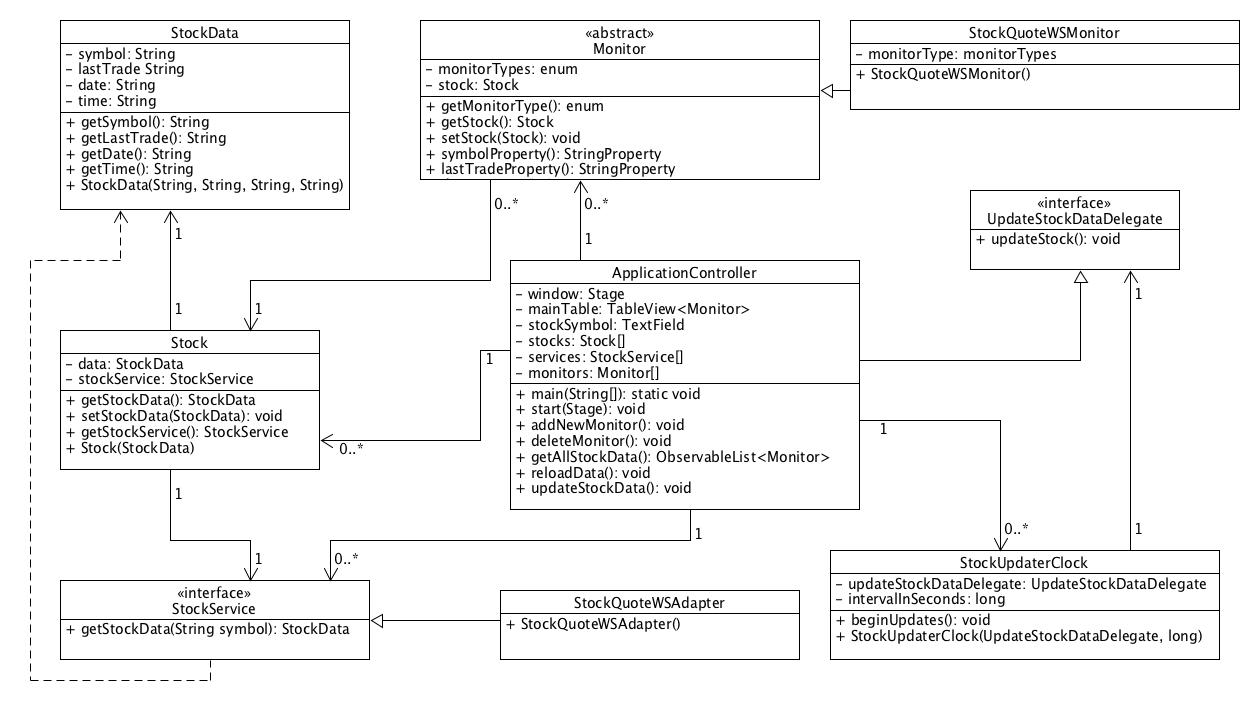 StockData
- symbol: String
- lastTrade String
- date: String
- time: String
+ getSymbol(): String
+ getLastTrade(): String
+ getDate(): String
+ getTime(): String
+ StockData(String, String, String, String)
«abstract»
Monitor
- monitorTypes: enum
- stock: Stock
+ getMonitorType(): enum
+ getStock(): Stock
+ setStock(Stock): void
+ symbolProperty(): StringProperty
+ lastTradeProperty(): StringProperty
StockQuoteWSMonitor
- monitorType: monitorTypes
+ StockQuoteWSMonitor()
«interface»
UpdateStockDataDelegate
+ updateStock(): void
1
1
0..*
1
0..*
1
1
1
ApplicationController
- window: Stage
- mainTable: TableView<Monitor>
- stockSymbol: TextField
- stocks: Stock[]
- services: StockService[]
- monitors: Monitor[]
+ main(String[]): static void
+ start(Stage): void
+ addNewMonitor(): void
+ deleteMonitor(): void
+ getAllStockData(): ObservableList<Monitor>
+ reloadData(): void
+ updateStockData(): void
Stock
- data: StockData
- stockService: StockService
+ getStockData(): StockData
+ setStockData(StockData): void
+ getStockService(): StockService
+ Stock(StockData)
1
0..*
1
0..*
1
1
1
0..*
«interface»
StockService
+ getStockData(String symbol): StockData
StockQuoteWSAdapter
+ StockQuoteWSAdapter()
StockUpdaterClock
- updateStockDataDelegate: UpdateStockDataDelegate
- intervalInSeconds: long
+ beginUpdates(): void
+ StockUpdaterClock(UpdateStockDataDelegate, long)